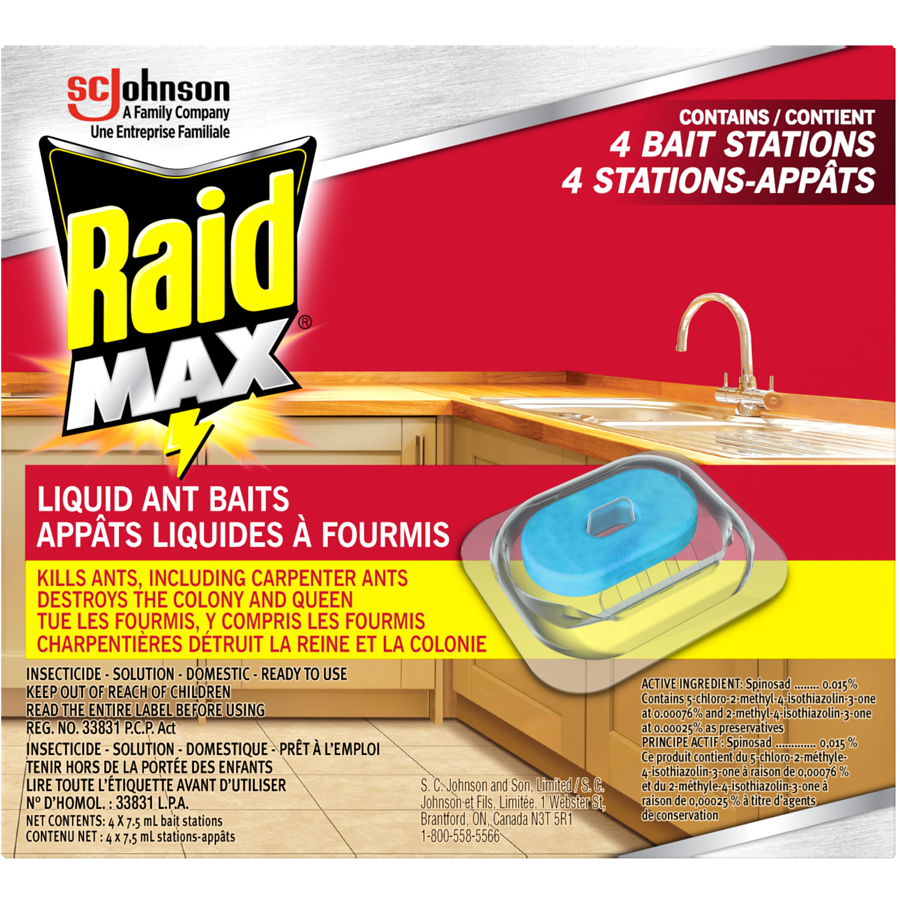 SC Johnson
A Family Company
Une Entreprise Familiale
Raid
MAX®
CONTAINS / CONTIENT
4 BAIT STATIONS
4 STATIONS-APPÂTS
LIQUID ANT BAITS
APPÂTS LIQUIDES À FOURMIS
KILLS ANTS, INCLUDING CARPENTER ANTS
DESTROYS THE COLONY AND QUEEN
TUE LES FOURMIS, Y COMPRIS LES FOURMIS
CHARPENTIÈRES DÉTRUIT LA REINE ET LA COLONIE
INSECTICIDE - SOLUTION - DOMESTIC - READY TO USE
KEEP OUT OF REACH OF CHILDREN
READ THE ENTIRE LABEL BEFORE USING
REG. NO. 33831 P.C.P. Act
INSECTICIDE - SOLUTION - DOMESTIQUE - PRÊT À L'EMPLOI
TENIR HORS DE LA PORTÉE DES ENFANTS
LIRE TOUTE L'ÉTIQUETTE AVANT D'UTILISER
Nº D'HOMOL. : 33831 L.P.A.
NET CONTENTS: 4 X 7.5 mL bait stations
CONTENU NET : 4 X 7,5 mL stations-appâts
S. C. Johnson and Son, Limited / S. C.
Johnson et Fils, Limitée, 1 Webster St,
Brantford, ON, Canada N3T 5R1
1-800-558-5566
ACTIVE INGREDIENT: Spinosad ........ 0.015%
Contains 5-chloro-2-methyl-4-isothiazolin-3-one
at 0.00076% and 2-methyl-4-isothiazolin-3-one
at 0.00025% as preservatives
PRINCIPE ACTIF : Spinosad ............. 0,015 %
Ce produit contient du 5-chloro-2-méthyle-
4-isothiazolin-3-one à raison de 0,00076 %
et du 2-méthyle-4-isothiazolin-3-one à
raison de 0,00025 % à titre d'agents
de conservation